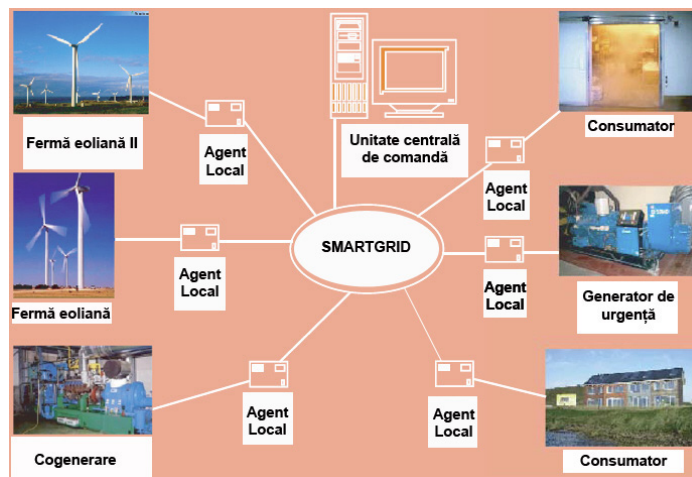 Fermă eoliană II
Agent
Local
Unitate centrală
de comandă
Consumator
Agent
Local
Fermă eoliană
Agent
Local
SMARTGRID
Agent
Local
Generator de
urgență
Cogenerare
Agent
Local
Agent
Local
Consumator